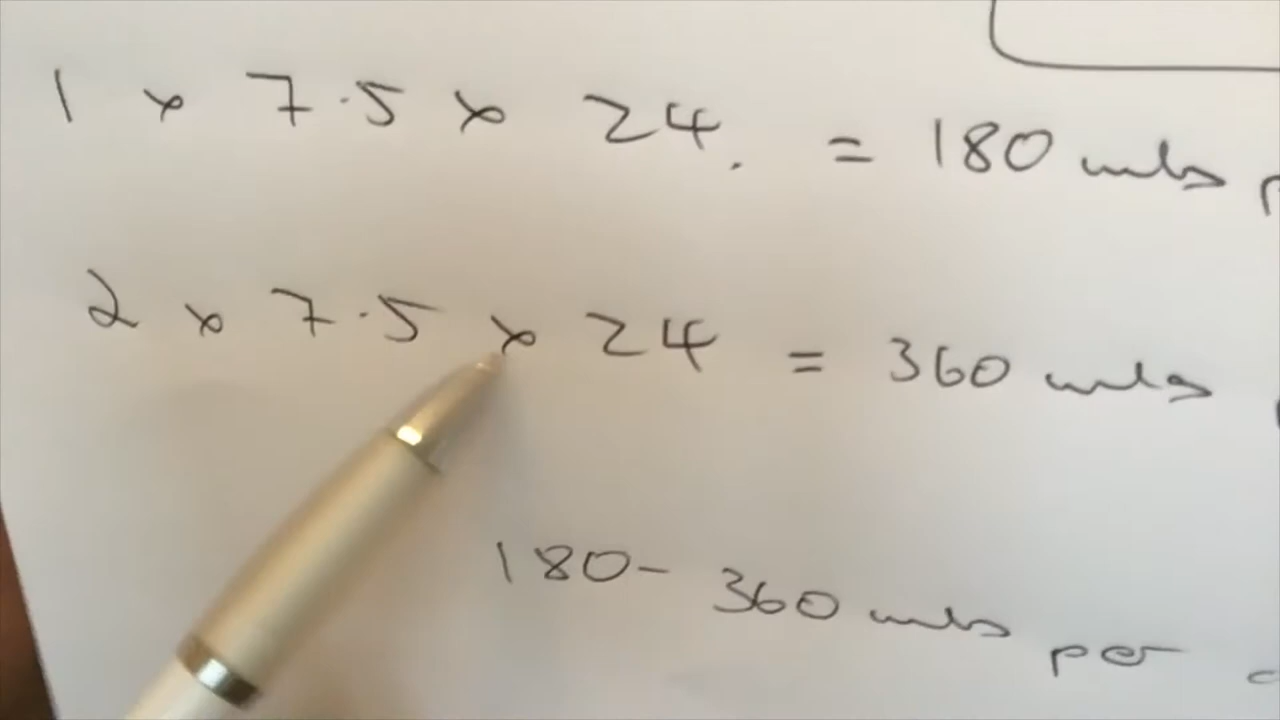 1 x 7.5 x 24. = 180 mls
2 x 7.5 x 24 = 360 mls
180 - 360 mls per